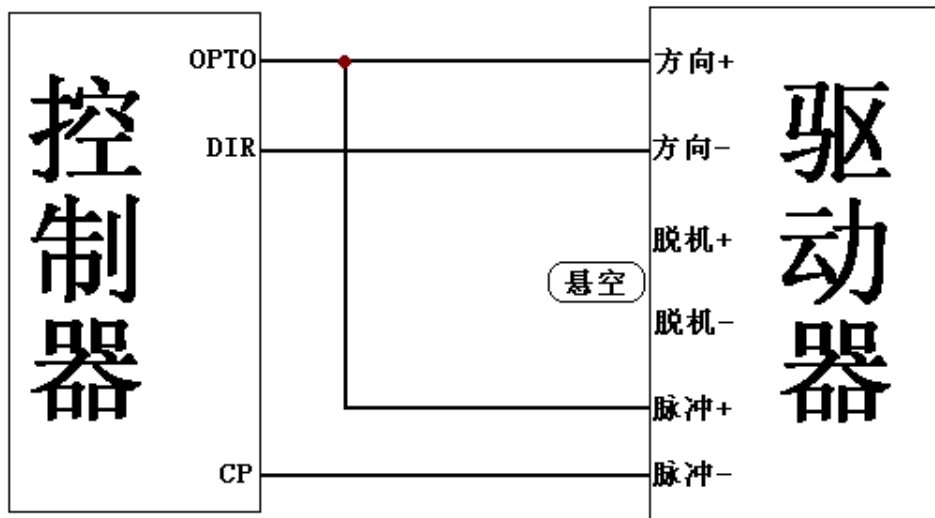 控制器
OPTO
DIR
CP
方向+
方向-
脱机+
悬空
脱机-
脉冲+
脉冲-
驱动器